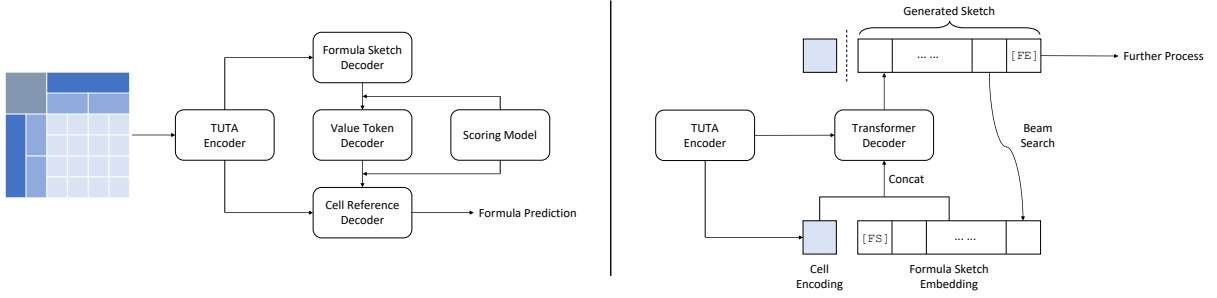 Formula Sketch
Decoder
TUTA
Encoder
Value Token
Decoder
Scoring Model
Cell Reference
Decoder
Formula Prediction
Generated Sketch
... ...
[FE]
Further Process
TUTA
Encoder
Transformer
Decoder
Beam
Search
Concat
[FS]
... ...
Cell
Encoding
Formula Sketch
Embedding